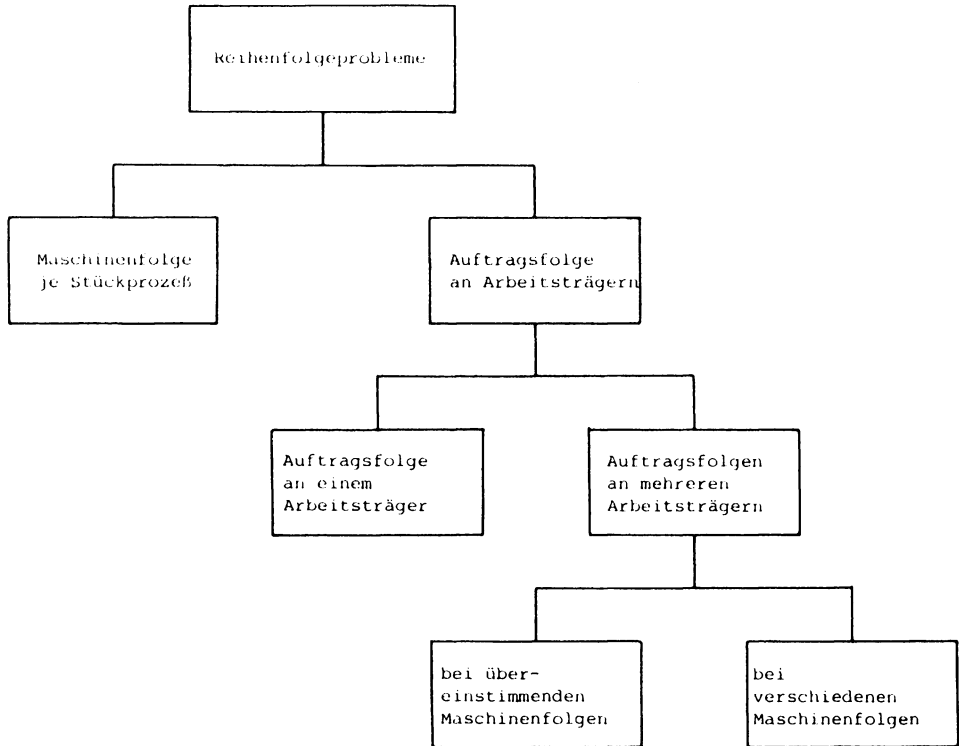 Reihenfolgeprobleme
Maschinenfolge
je Stückprozeß
Auftragsfolge
an Arbeitsträgern
Auftragsfolge
an einem
Arbeitsträger
Auftragsfolgen
an mehreren
Arbeitsträgern
bei über-
einstimmenden
Maschinenfolgen
bei
verschiedenen
Maschinenfolgen